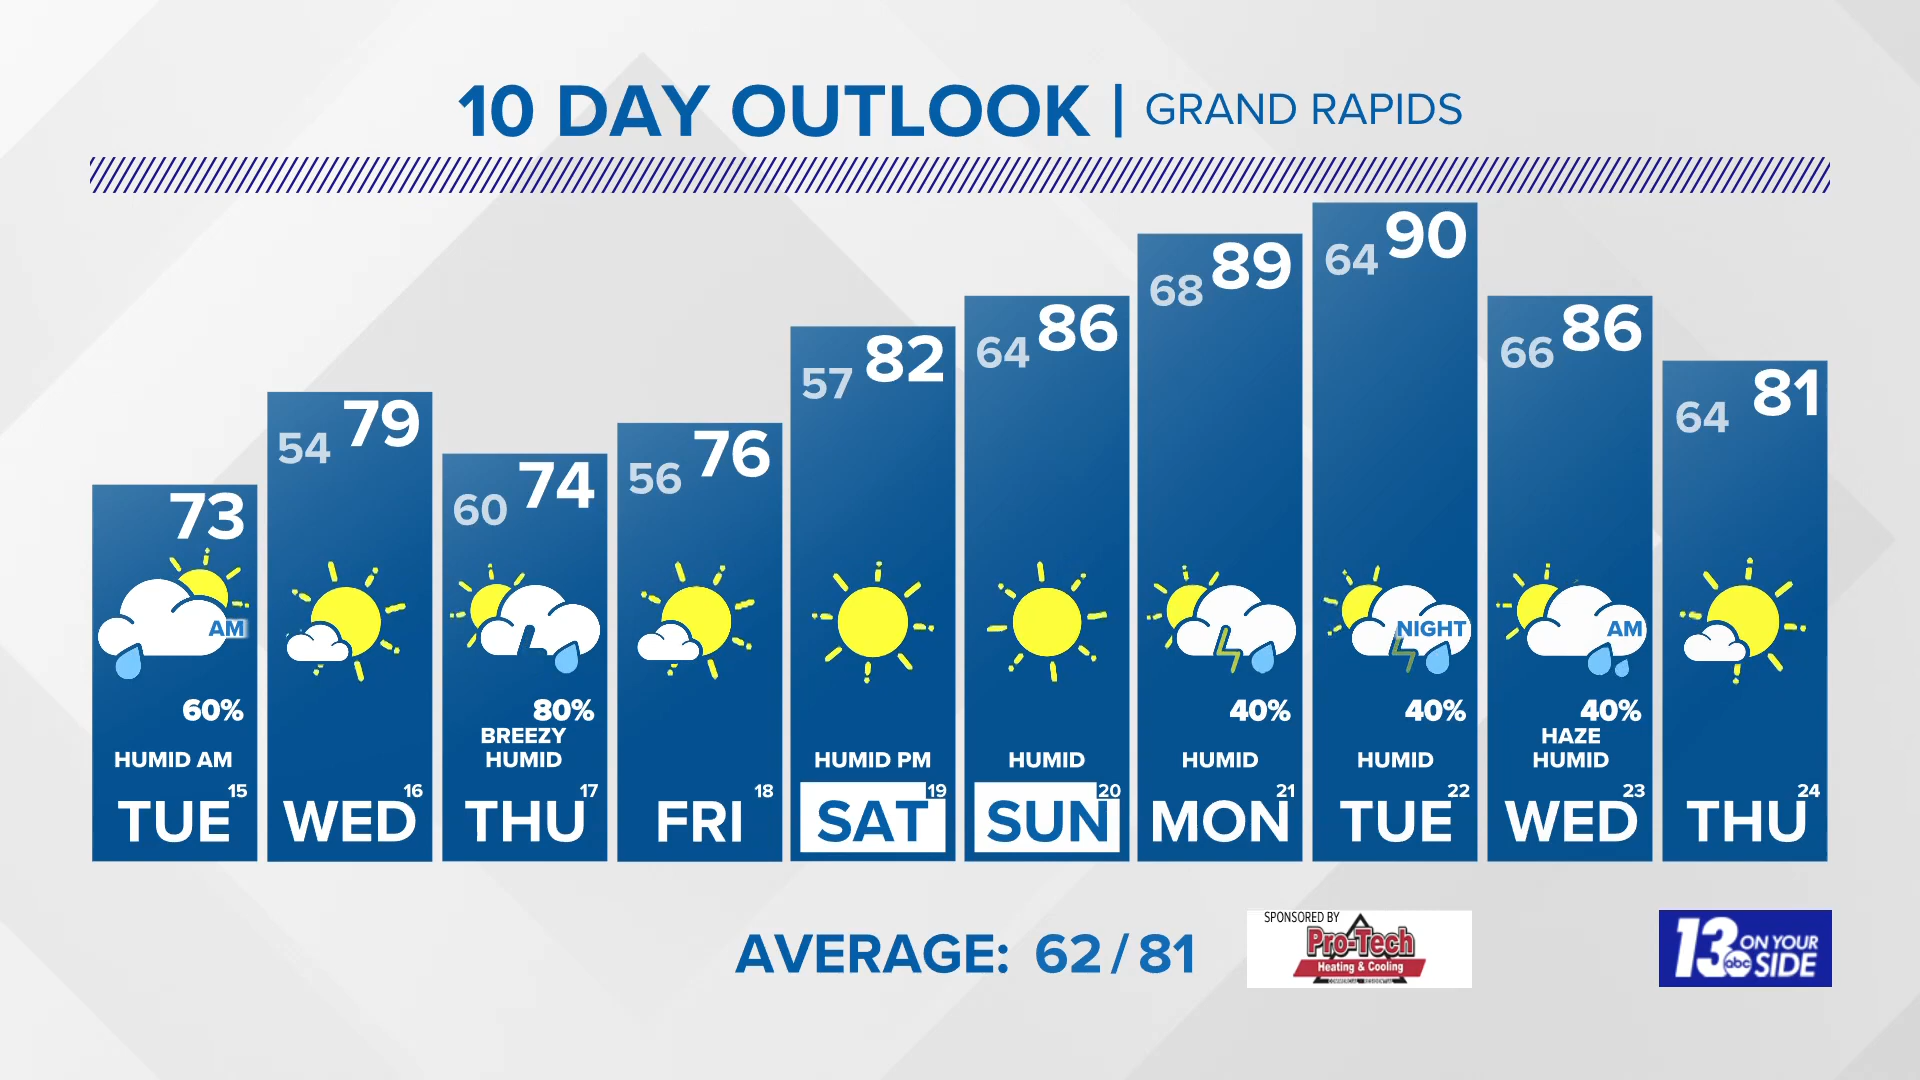 10 DAY OUTLOOK | GRAND RAPIDS
73
AM
60%
HUMID AM
15
TUE
54 79
16
WED
60 74
80%
BREEZY
HUMID
17
THU
56 76
18
FRI
57 82
HUMID PM
19
SAT
64 86
HUMID
20
SUN
68 89
40%
HUMID
21
MON
64 90
NIGHT
40%
HUMID
22
TUE
66 86
AM
40%
HAZE
HUMID
23
WED
64 81
24
THU
AVERAGE: 62 / 81
SPONSORED BY
Pro-Tech
Heating & Cooling
COMMERCIAL - RESIDENTIAL
13 ON YOUR
abc SIDE